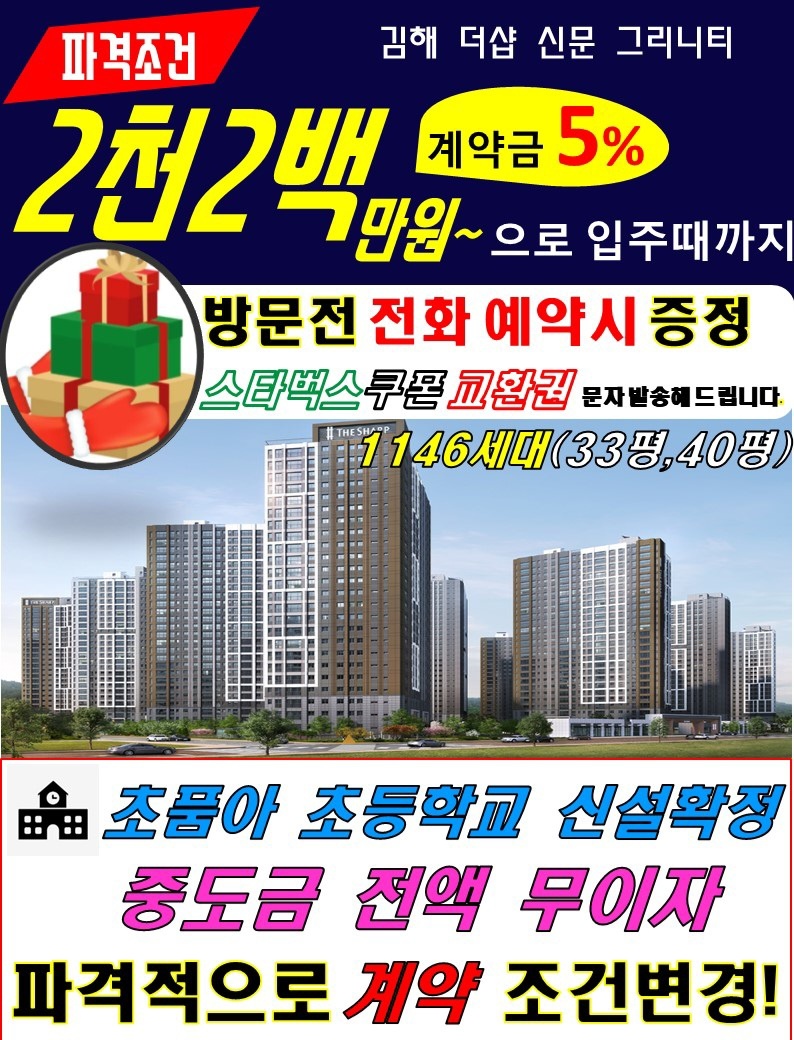 파격조건
김해 더샵 신문 그리니티
2천2백만원~ 으로 입주때까지
계약금 5%
방문전 전화 예약시 증정
스타벅스쿠폰 교환권 문자발송해드립니다.
THE SHARP
1146세대(33평,40평)
THE SHARP
초품아 초등학교 신설확정
중도금 전액 무이자
파격적으로 계약 조건변경!